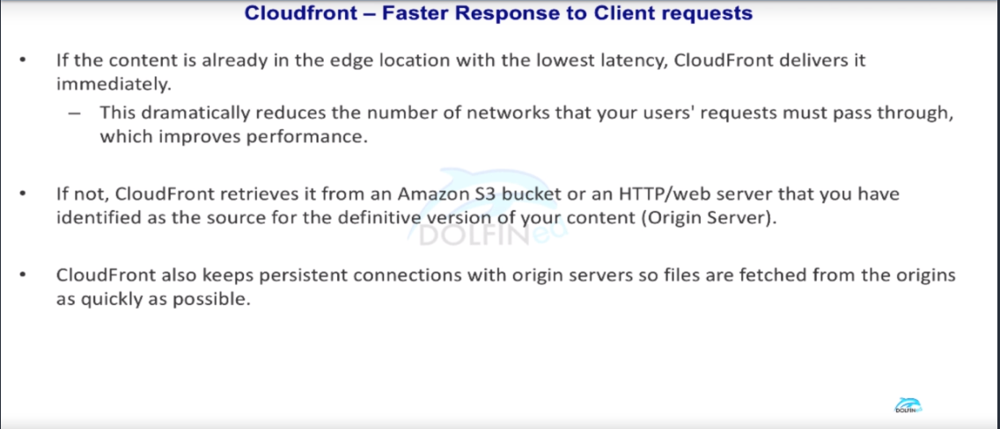 Cloudfront – Faster Response to Client requests
• If the content is already in the edge location with the lowest latency, CloudFront delivers it
immediately.
– This dramatically reduces the number of networks that your users' requests must pass through,
which improves performance.
• If not, CloudFront retrieves it from an Amazon S3 bucket or an HTTP/web server that you have
identified as the source for the definitive version of your content (Origin Server).
DOLFINed
• CloudFront also keeps persistent connections with origin servers so files are fetched from the origins
as quickly as possible.
DOLFINed